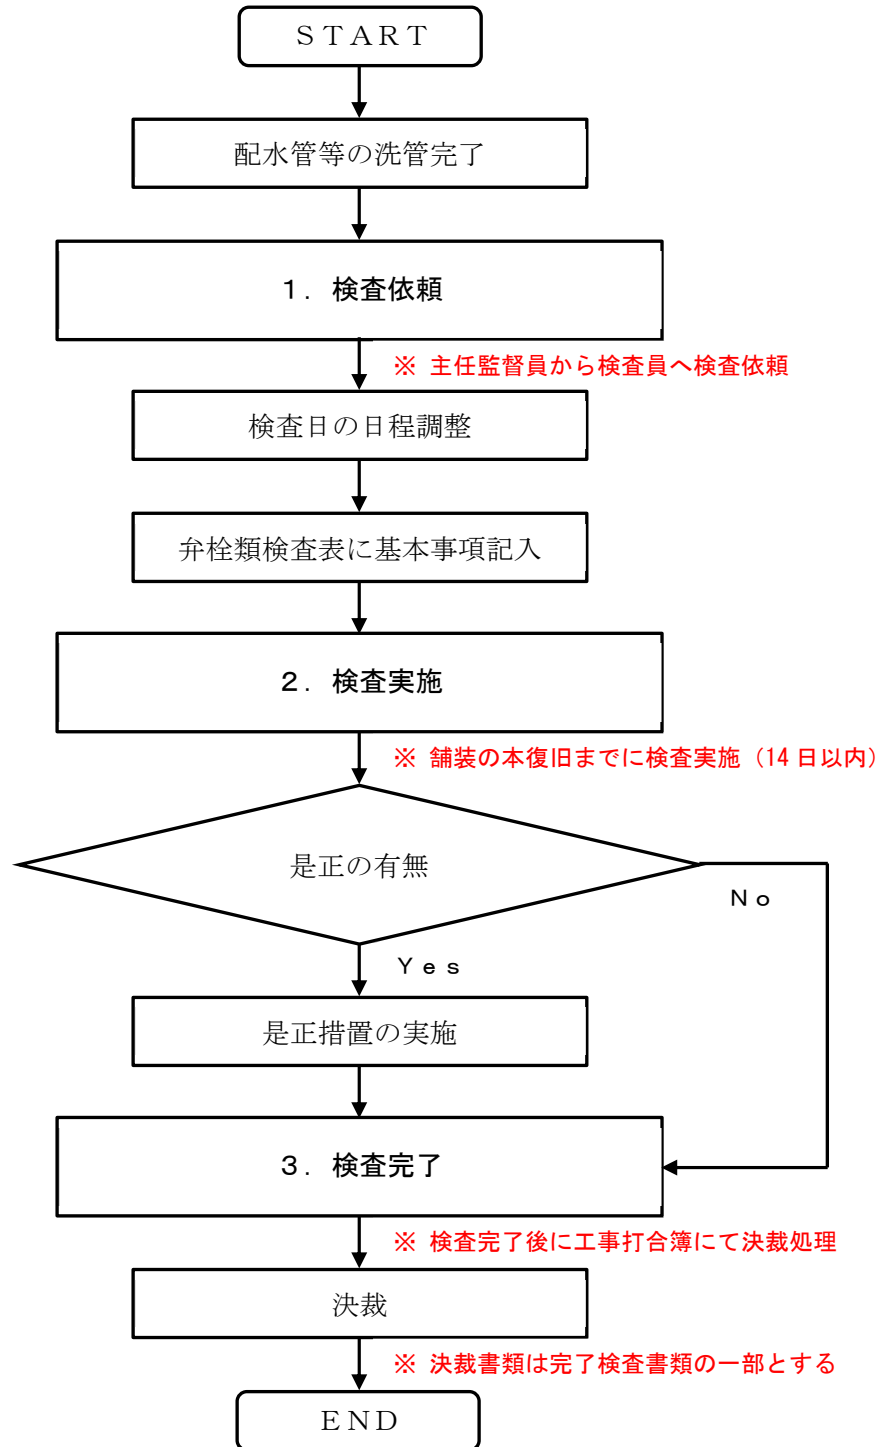 ＳＴＡＲＴ
配水管等の洗管完了
１．検査依頼
※ 主任監督員から検査員へ検査依頼
検査日の日程調整
弁栓類検査表に基本事項記入
２．検査実施
※ 舗装の本復旧までに検査実施（14 日以内）
是正の有無
Ｎｏ
Ｙｅｓ
是正措置の実施
３．検査完了
※ 検査完了後に工事打合簿にて決裁処理
決裁
※ 決裁書類は完了検査書類の一部とする
ＥＮＤ